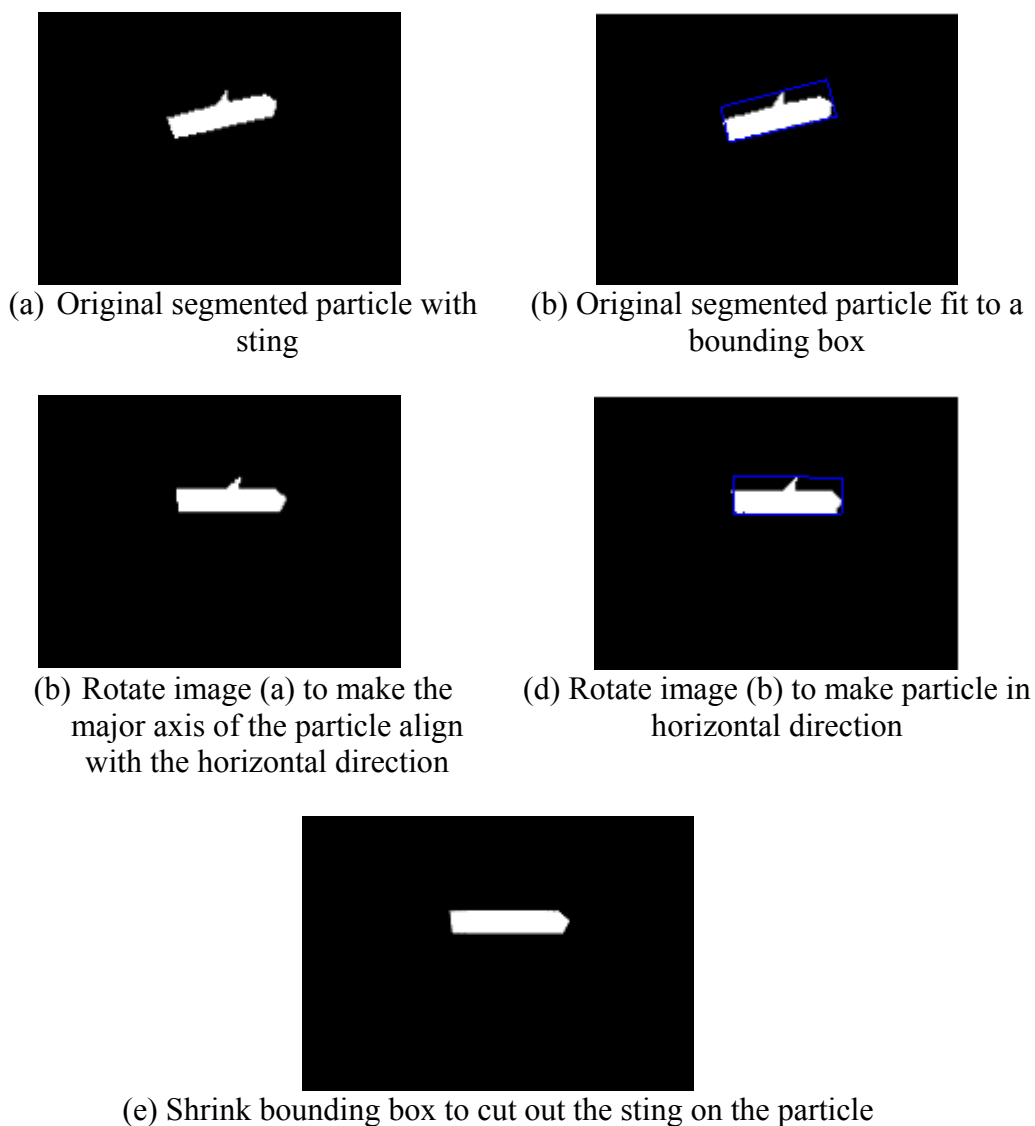 (a) Original segmented particle with
sting
(b) Original segmented particle fit to a
bounding box
(b) Rotate image (a) to make the
major axis of the particle align
with the horizontal direction
(d) Rotate image (b) to make particle in
horizontal direction
(e) Shrink bounding box to cut out the sting on the particle